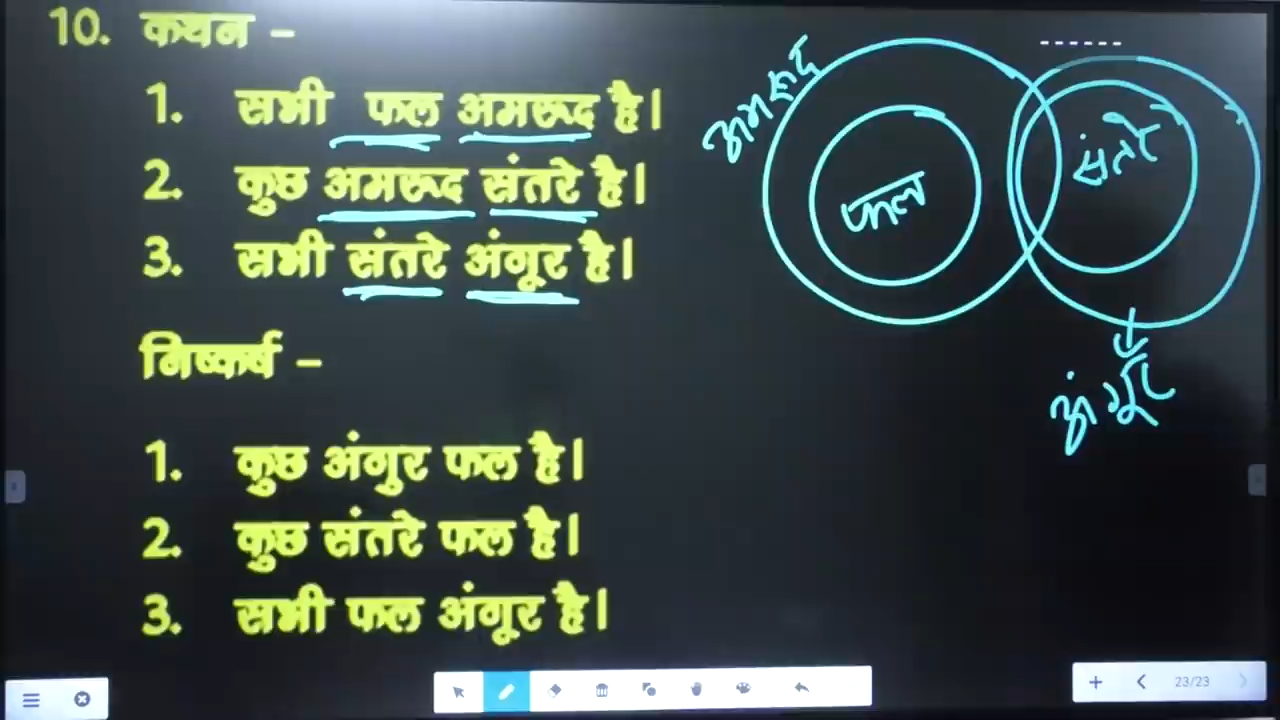 10. कथन –
1. सभी फल अमरूद है।
2. कुछ अमरूद संतरे है।
3. सभी संतरे अंगूर है।
निष्कर्ष –
1. कुछ अंगुर फल है।
2. कुछ संतरे फल है।
3. सभी फल अंगूर है।
अमरूद
फल
संतरे
अंगूर
23/23